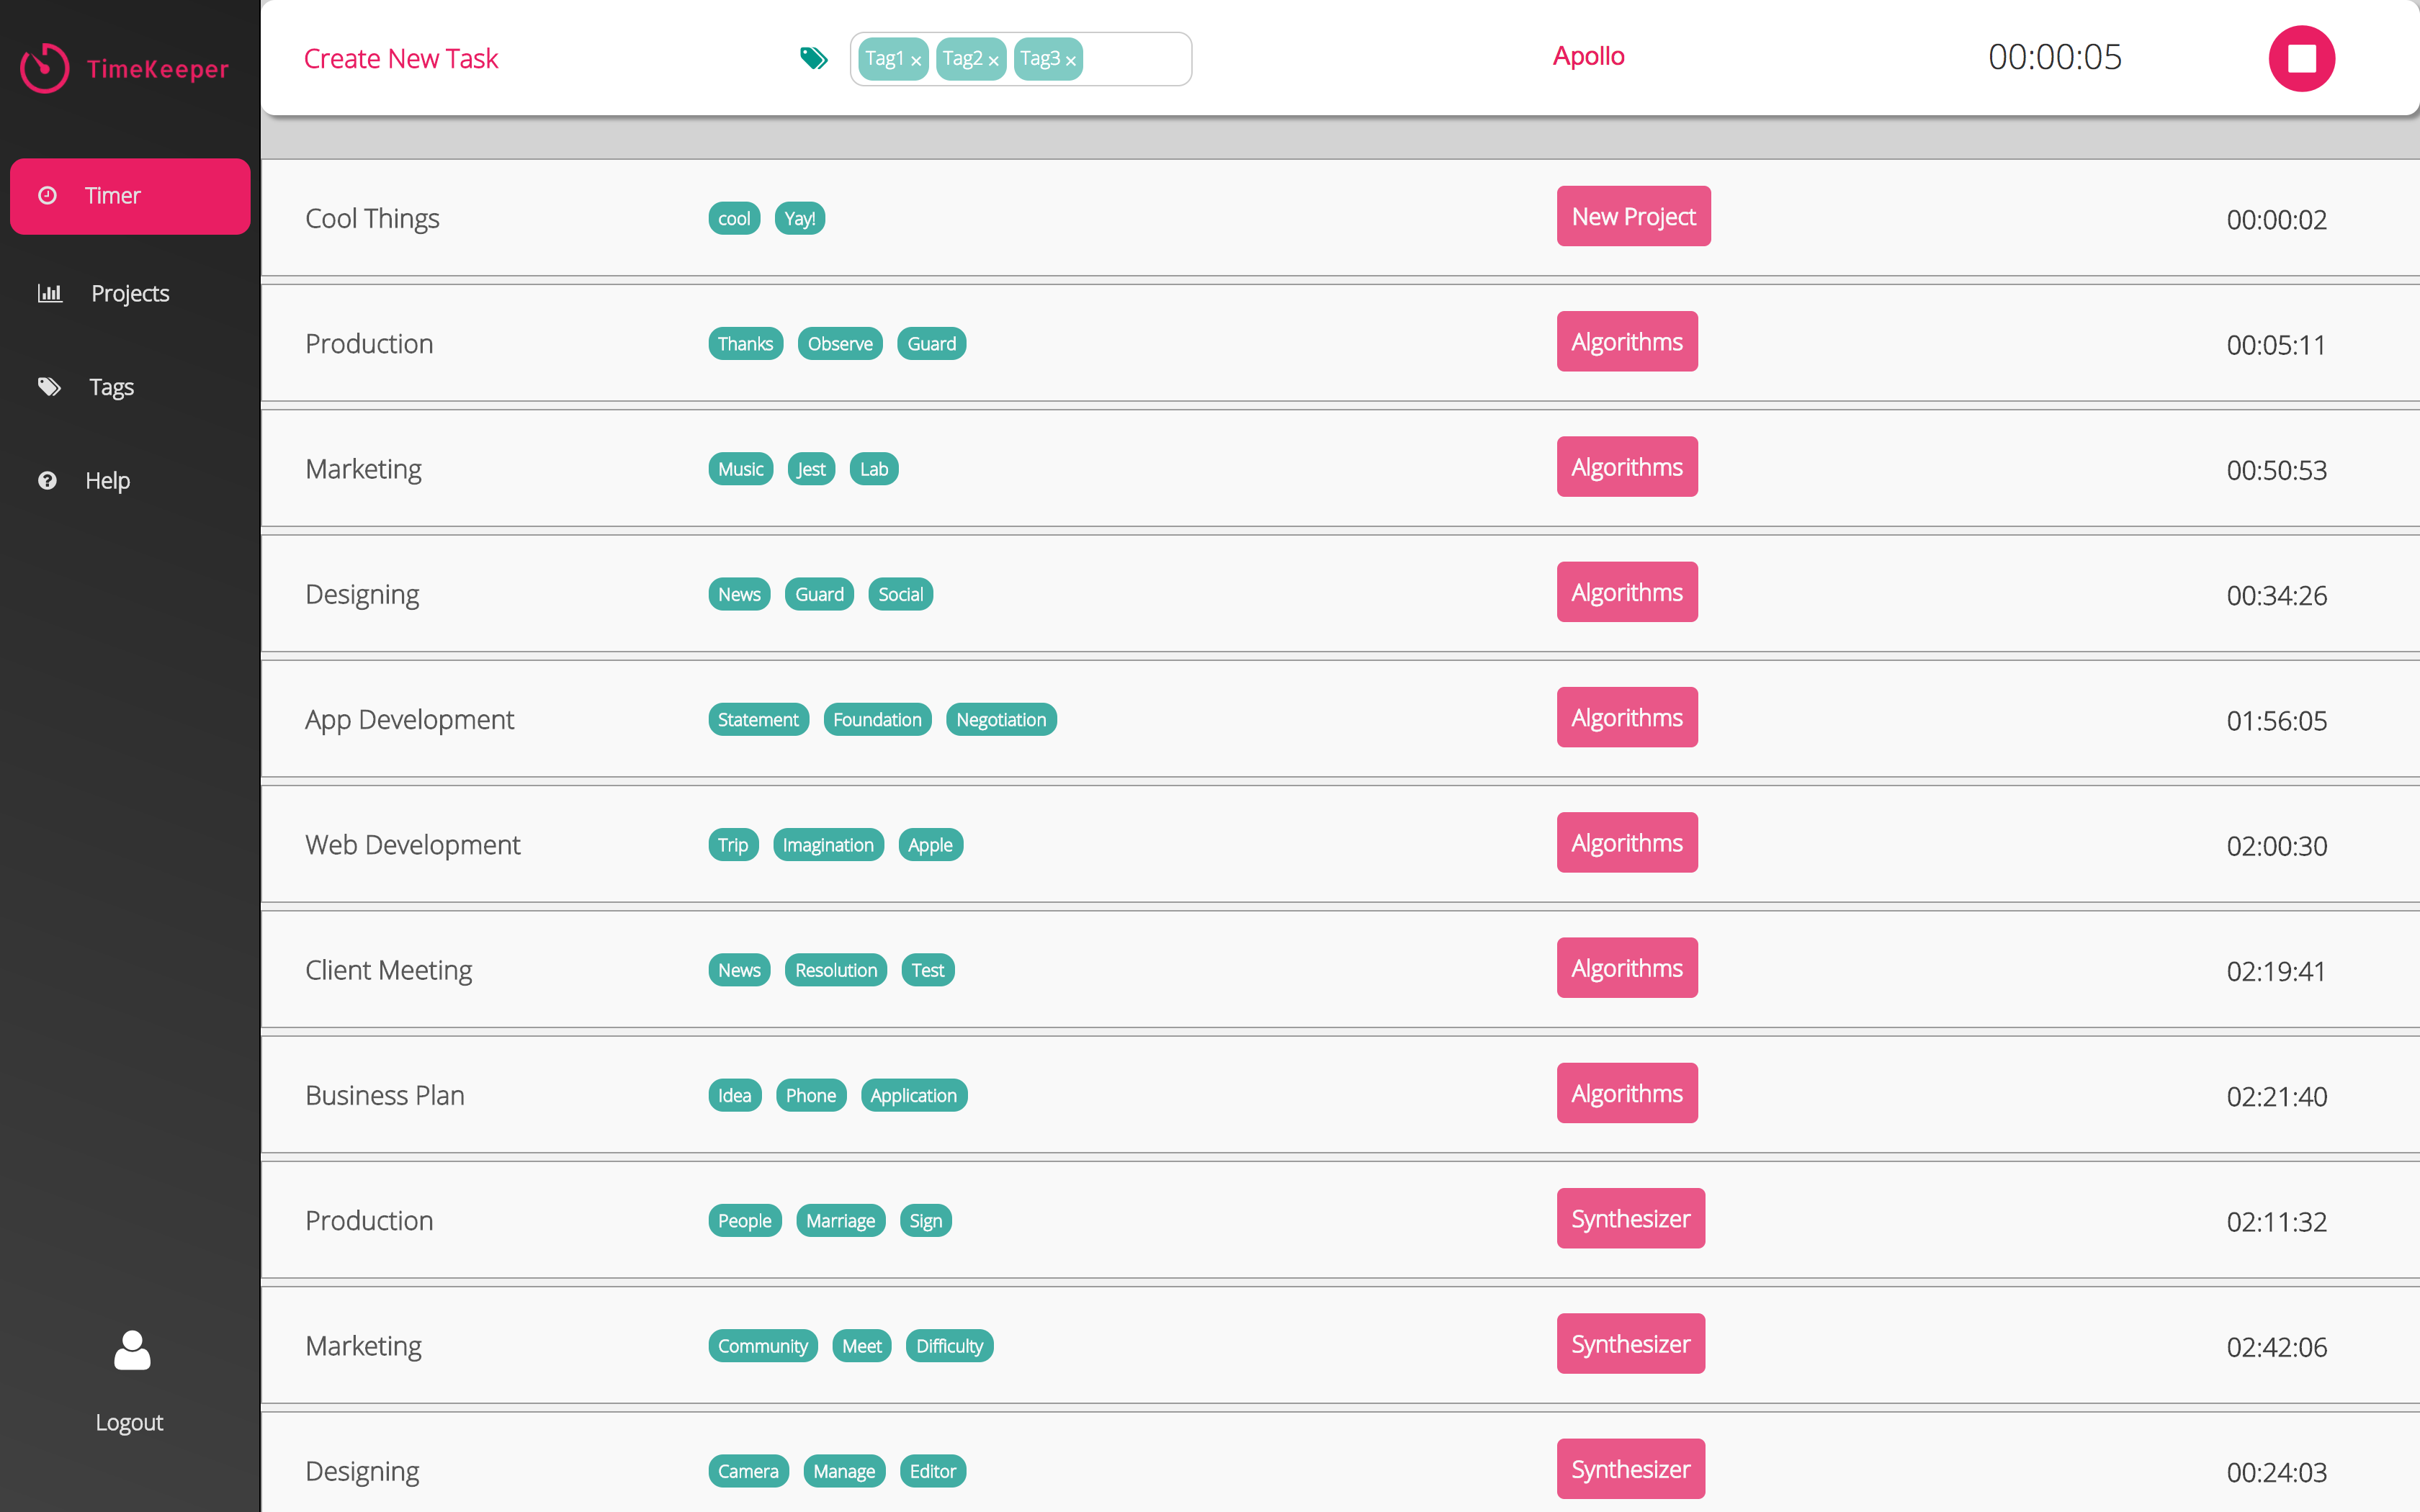 TimeKeeper
Timer
Projects
Tags
Help
Logout
Create New Task Tag1 × Tag2 × Tag3 × Apollo 00:00:05
Cool Things cool Yay! New Project 00:00:02
Production Thanks Observe Guard Algorithms 00:05:11
Marketing Music Jest Lab Algorithms 00:50:53
Designing News Guard Social Algorithms 00:34:26
App Development Statement Foundation Negotiation Algorithms 01:56:05
Web Development Trip Imagination Apple Algorithms 02:00:30
Client Meeting News Resolution Test Algorithms 02:19:41
Business Plan Idea Phone Application Algorithms 02:21:40
Production People Marriage Sign Synthesizer 02:11:32
Marketing Community Meet Difficulty Synthesizer 02:42:06
Designing Camera Manage Editor Synthesizer 00:24:03